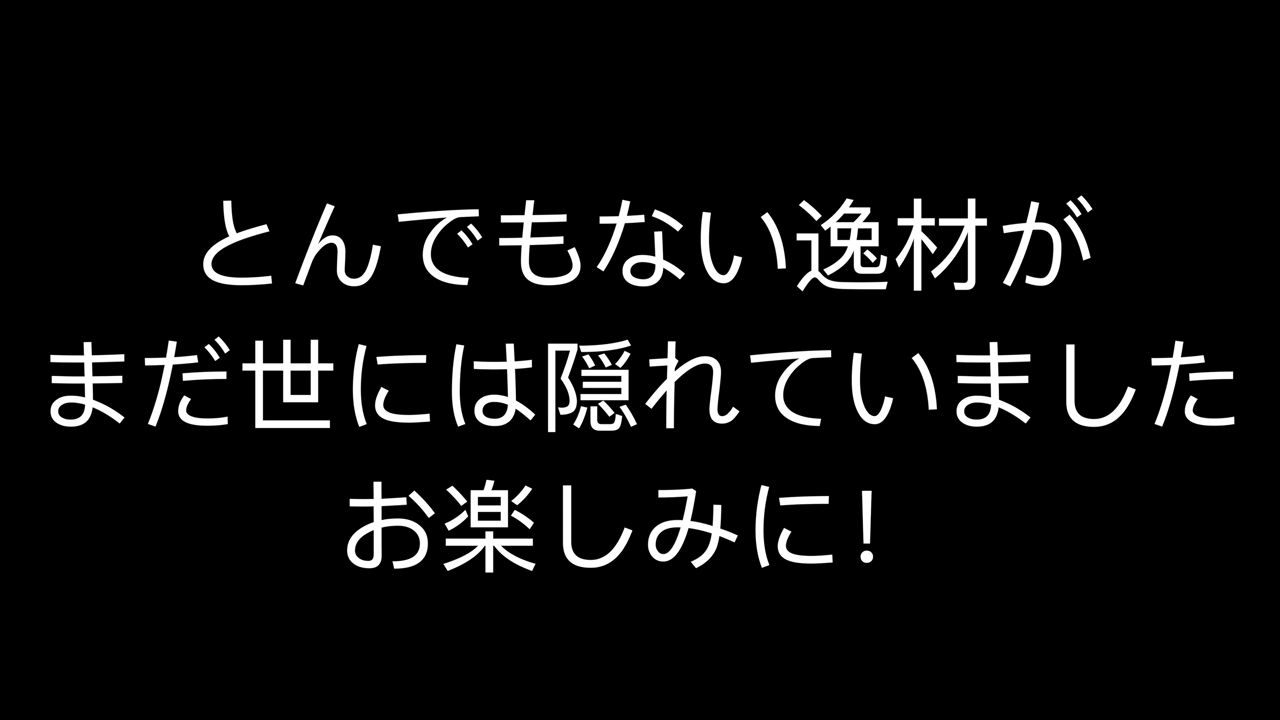 とんでもない逸材が
まだ世には隠れていました
お楽しみに！